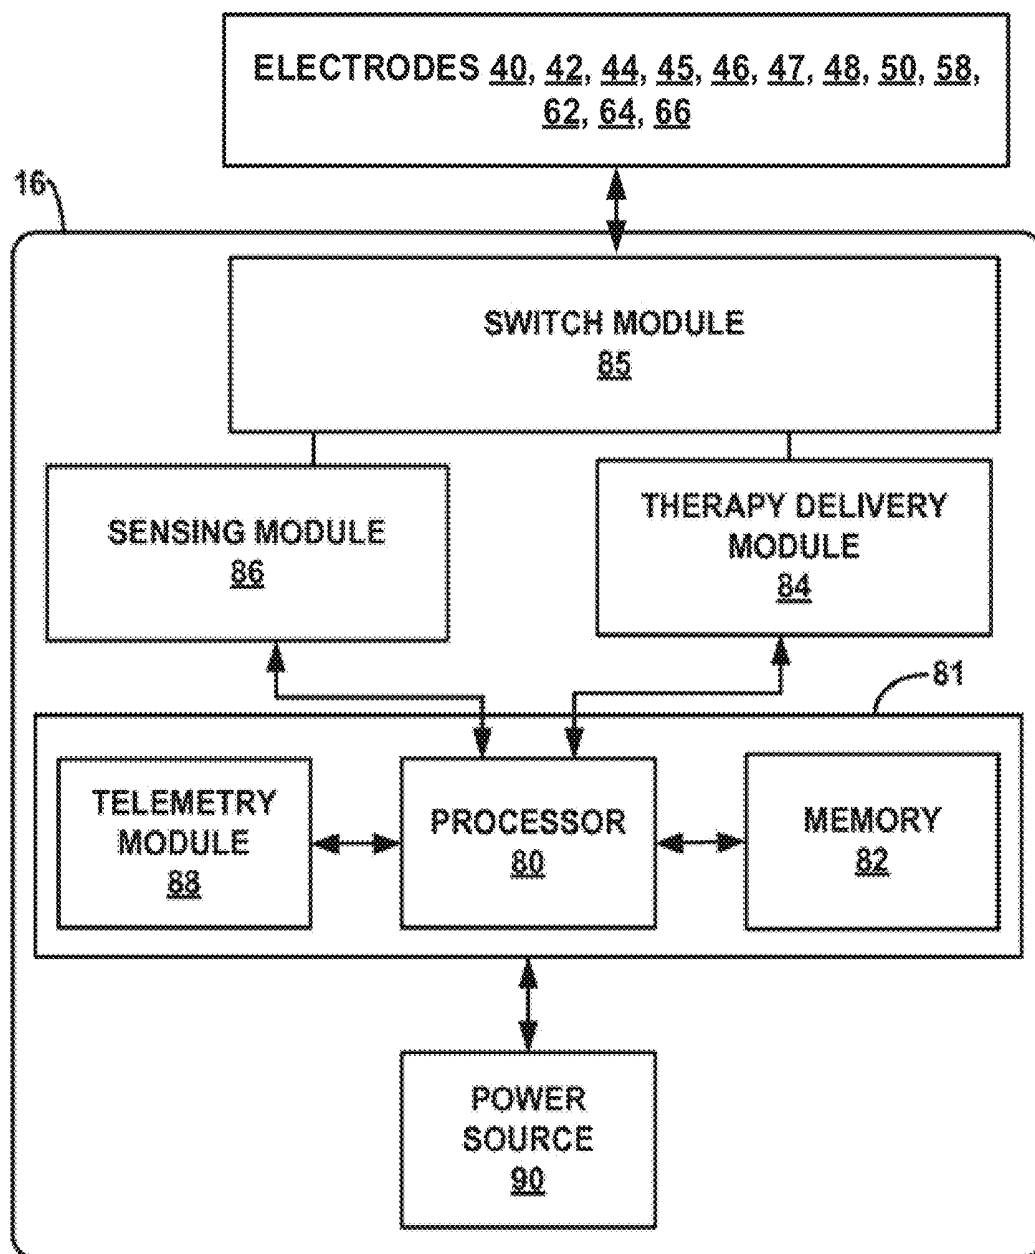 ELECTRODES 40, 42, 44, 45, 46, 47, 48, 50, 58,
62, 64, 66
16
SWITCH MODULE
85
SENSING MODULE
86
THERAPY DELIVERY
MODULE
84
81
TELEMETRY
MODULE
88
PROCESSOR
80
MEMORY
82
POWER
SOURCE
90